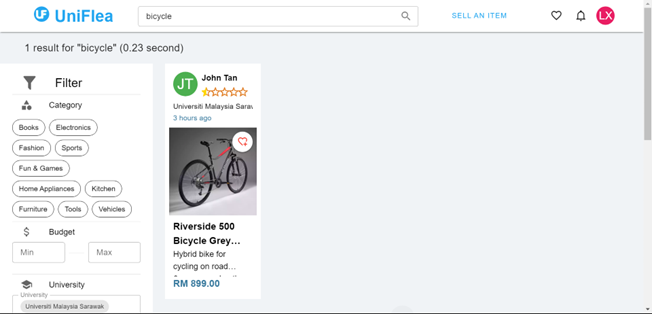 UF UniFlea
bicycle
SELL AN ITEM
LX
1 result for "bicycle" (0.23 second)
Filter
Category
Books Electronics
Fashion Sports
Fun & Games
Home Appliances Kitchen
Furniture Tools Vehicles
$ Budget
Min Max
University
University
Universiti Malaysia Sarawak
JT John Tan
Universiti Malaysia Saraw
3 hours ago
Riverside 500
Bicycle Grey...
Hybrid bike for
cycling on road...
RM 899.00